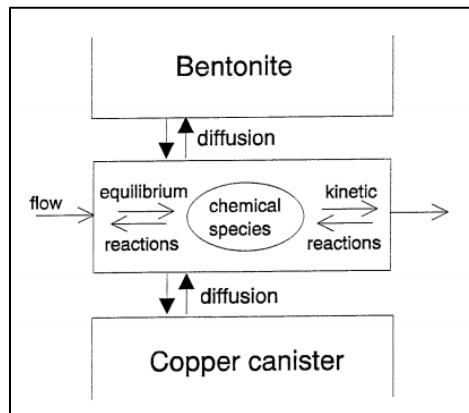 Bentonite
diffusion
flow
equilibrium
reactions
chemical
species
kinetic
reactions
diffusion
Copper canister